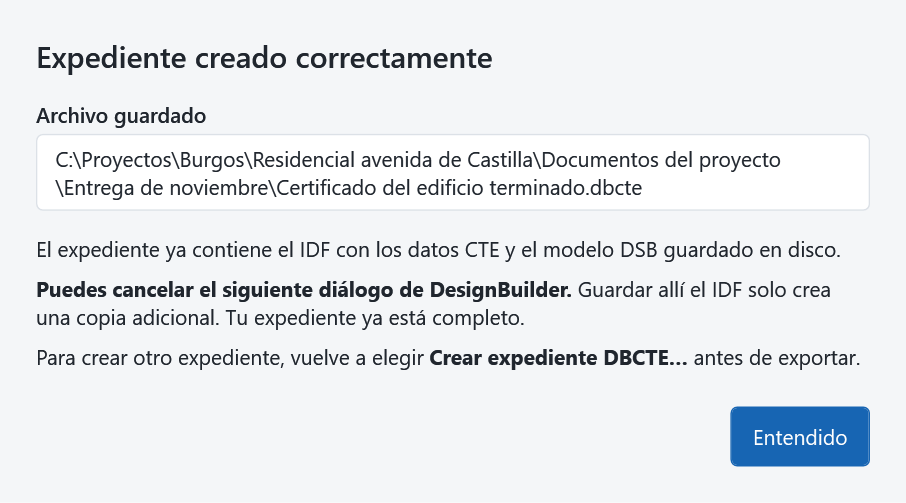 Expediente creado correctamente
Archivo guardado
C:\Proyectos\Burgos\Residencial avenida de Castilla\Documentos del proyecto
\Entrega de noviembre\Certificado del edificio terminado.dbcte
El expediente ya contiene el IDF con los datos CTE y el modelo DSB guardado en disco.
Puedes cancelar el siguiente diálogo de DesignBuilder. Guardar allí el IDF solo crea
una copia adicional. Tu expediente ya está completo.
Para crear otro expediente, vuelve a elegir Crear expediente DBCTE... antes de exportar.
Entendido